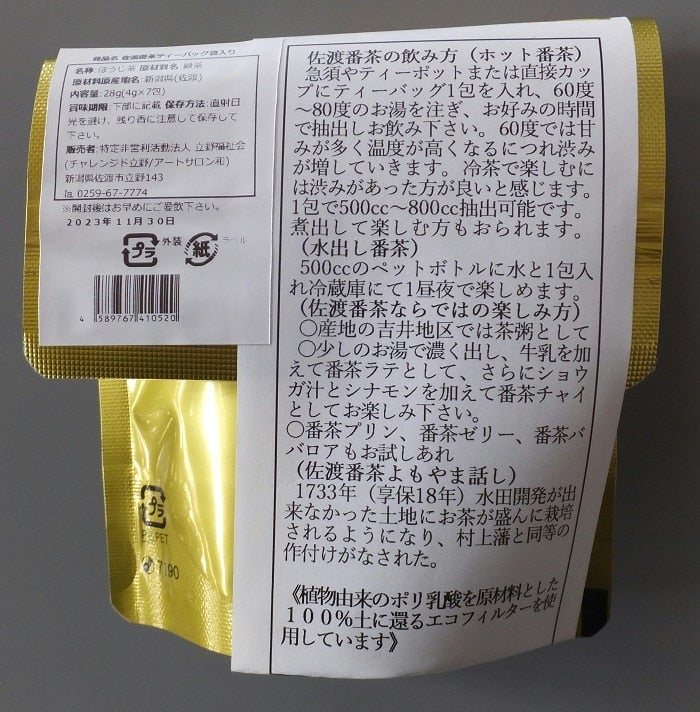 商品名 佐渡番茶ティーバッグ袋入り
名称 ほうじ茶 原材料名:緑茶
原材料原産地名:新潟県(佐渡)
内容量:28g(4g×7包)
賞味期限:下部に記載 保存方法:直射日
光を避け、残り香に注意して保存して
下さい。
販売者:特定非営利活動法人 立野福祉会
(チャレンジド立野/アートサロン和)
新潟県佐渡市立野143
℡ 0259-67-7774
※開封後はお早めにご愛飲下さい。
2023年11月30日
プラ 外装 紙 ラベル
4 589767 410520
佐渡番茶の飲み方（ホット番茶）
急須やティーポットまたは直接カッ
プにティーバッグ1包を入れ、60度
～80度のお湯を注ぎ、お好みの時間
で抽出しお飲み下さい。60度では甘
みが多く温度が高くなるにつれ渋み
が増していきます。冷茶で楽しむに
は渋みがあった方が良いと感じます。
1包で500cc～800cc抽出可能です。
煮出して楽しむ方もおられます。
（水出し番茶）
500ccのペットボトルに水と1包入
れ冷蔵庫にて1昼夜で楽しめます。
（佐渡番茶ならではの楽しみ方）
○産地の吉井地区では茶粥として
○少しのお湯で濃く出し、牛乳を加
えて番茶ラテとして、さらにショウ
ガ汁とシナモンを加えて番茶チャイ
としてお楽しみ下さい。
○番茶プリン、番茶ゼリー、番茶バ
バロアもお試しあれ
（佐渡番茶よもやま話し）
1733年（享保18年）水田開発が出
来なかった土地にお茶が盛んに栽培
されるようになり、村上藩と同等の
作付けがなされた。
《植物由来のポリ乳酸を原材料とした
１００％土に還るエコフィルターを使
用しています》
プラ
PE,PET
7190